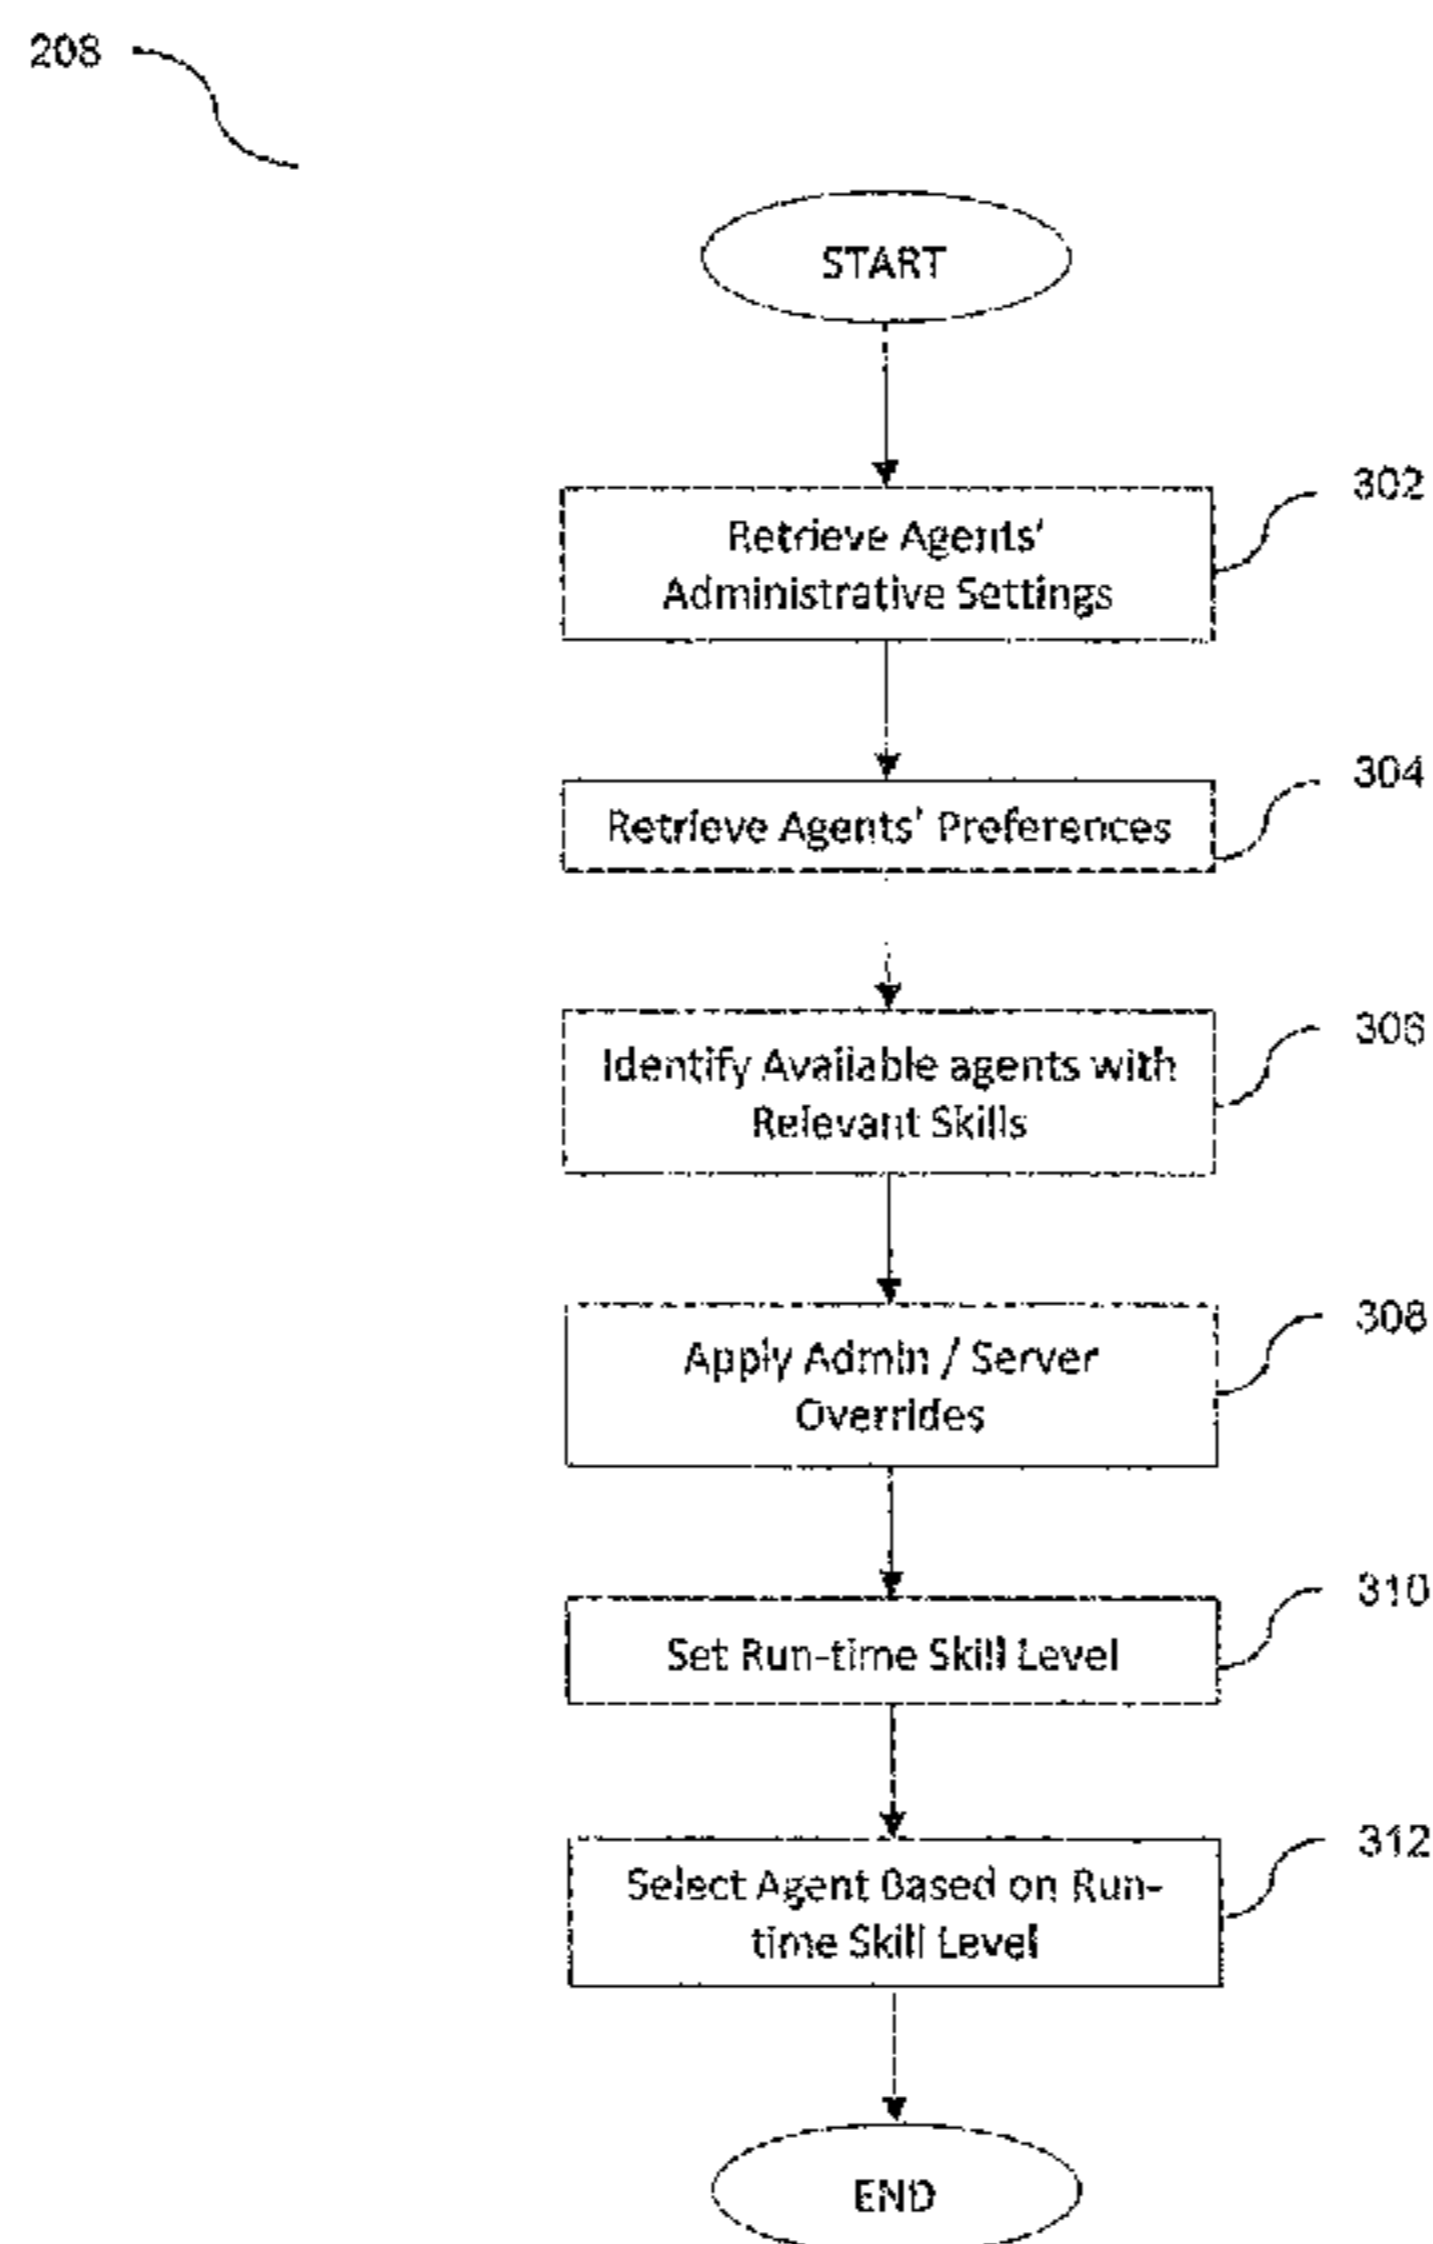 208
START
302
Retrieve Agents'
Administrative Settings
304
Retrieve Agents' Preferences
306
Identify Available agents with
Relevant Skills
308
Apply Admin / Server
Overrides
310
Set Run-time Skill Level
312
Select Agent Based on Run-
time Skill Level
END